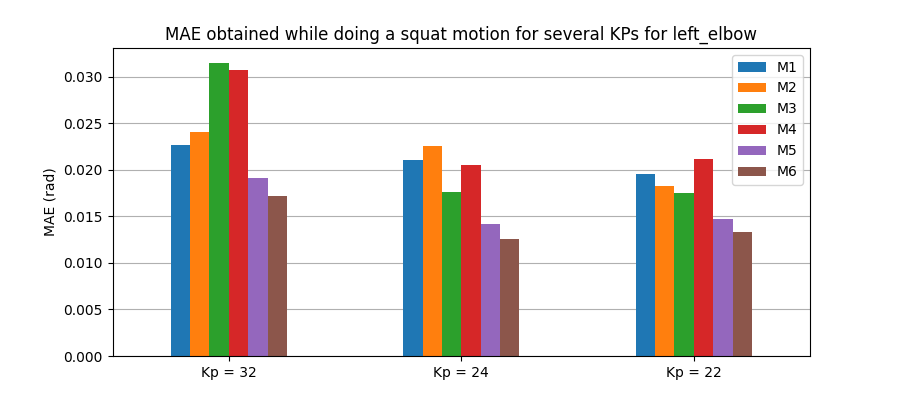 MAE obtained while doing a squat motion for several KPs for left_elbow
MAE (rad)
0.030
0.025
0.020
0.015
0.010
0.005
0.000
M1
M2
M3
M4
M5
M6
Kp = 32
Kp = 24
Kp = 22